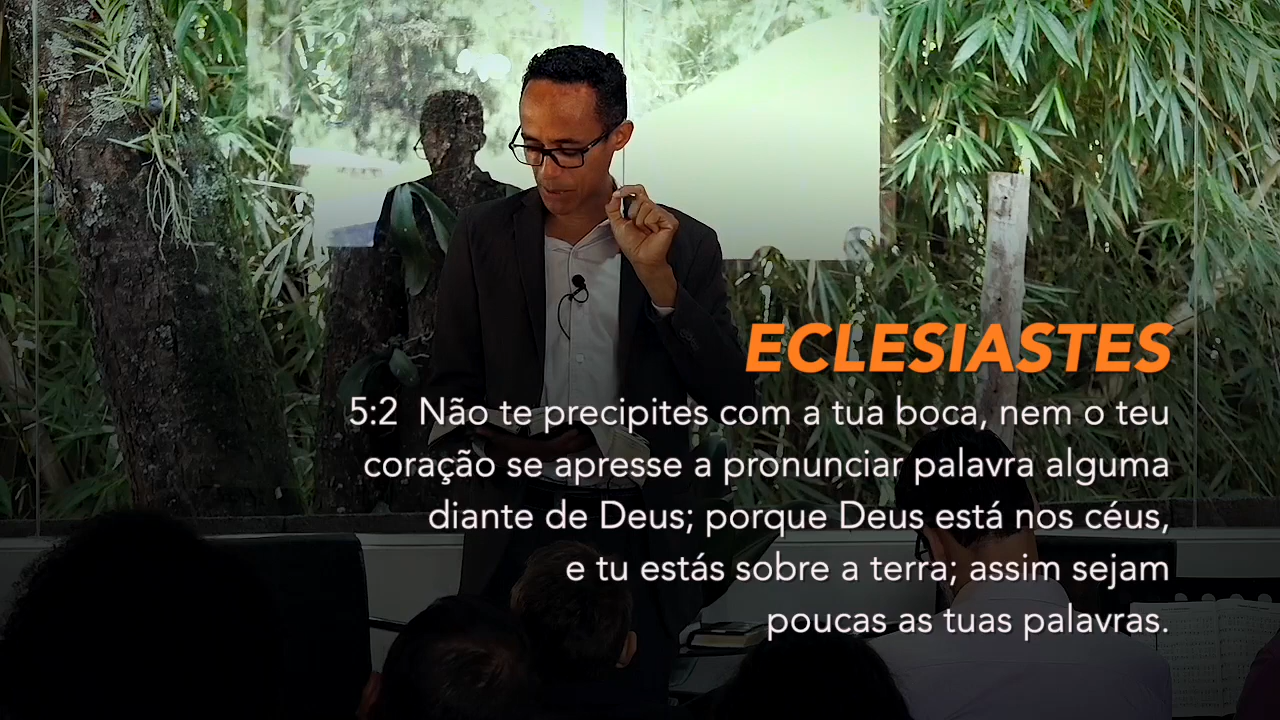 ECLESIASTES
5:2 Não te precipites com a tua boca, nem o teu
coração se apresse a pronunciar palavra alguma
diante de Deus; porque Deus está nos céus,
e tu estás sobre a terra; assim sejam
poucas as tuas palavras.